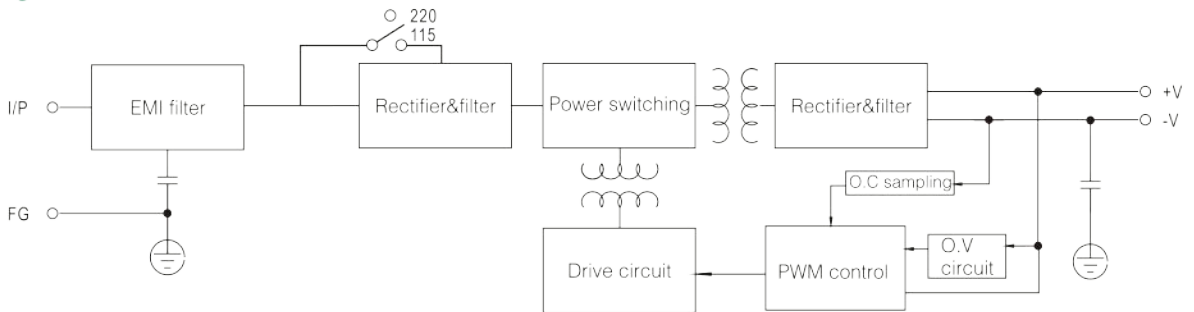 220
115
I/P
EMI filter
Rectifier&filter
Power switching
Rectifier&filter
+V
-V
O.C sampling
FG
Drive circuit
PWM control
O.V
circuit